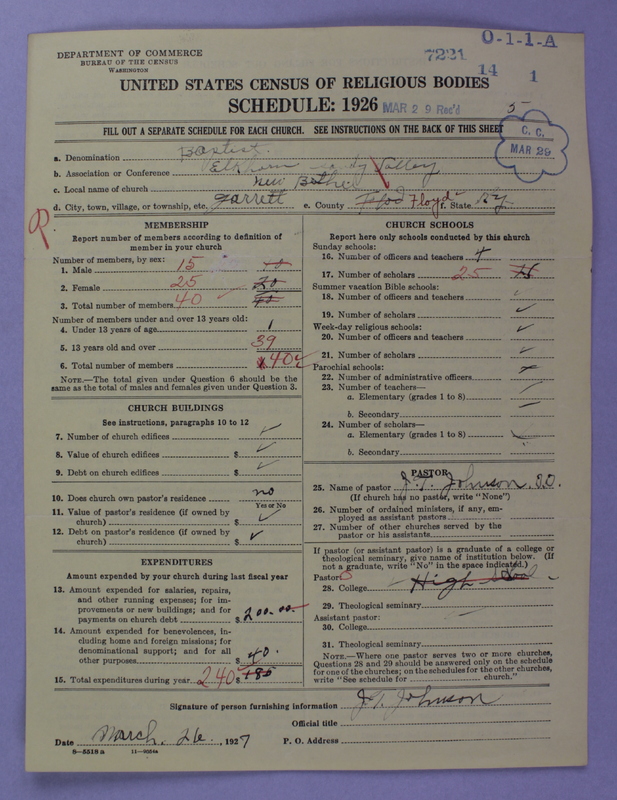 DEPARTMENT OF COMMERCE
BUREAU OF THE CENSUS
WASHINGTON
0-1-1-A
7221
14 1
UNITED STATES CENSUS OF RELIGIOUS BODIES
SCHEDULE: 1926 MAR 29 Rec'd 5
FILL OUT A SEPARATE SCHEDULE FOR EACH CHURCH. SEE INSTRUCTIONS ON THE BACK OF THIS SHEET
C. C.
MAR 29
a. Denomination Baptist
b. Association or Conference Valley
c. Local name of church New Bethel
d. City, town, village, or township, etc. Garrett e. County Floyd f. State Ky
MEMBERSHIP
Report number of members according to definition of member in your church
Number of members, by sex:
1. Male 15
2. Female 25
3. Total number of members 40
Number of members under and over 13 years old:
4. Under 13 years of age 1
5. 13 years old and over 39
6. Total number of members 40
NOTE.—The total given under Question 6 should be the
same as the total of males and females given under Question 3.
CHURCH BUILDINGS
See instructions, paragraphs 10 to 12
7. Number of church edifices
8. Value of church edifices $
9. Debt on church edifices $
10. Does church own pastor's residence no
Yes or No
11. Value of pastor's residence (if owned by
church) $
12. Debt on pastor's residence (if owned by
church) $
EXPENDITURES
Amount expended by your church during last fiscal year
13. Amount expended for salaries, repairs,
and other running expenses; for im-
provements or new buildings; and for
payments on church debt $ 200.00
14. Amount expended for benevolences, in-
cluding home and foreign missions; for
denominational support; and for all
other purposes $ 40.
15. Total expenditures during year 240 $ 185
CHURCH SCHOOLS
Report here only schools conducted by this church
Sunday schools:
16. Number of officers and teachers 4
17. Number of scholars 25 75
Summer vacation Bible schools:
18. Number of officers and teachers
19. Number of scholars
Week-day religious schools:
20. Number of officers and teachers
21. Number of scholars
Parochial schools:
22. Number of administrative officers
23. Number of teachers—
a. Elementary (grades 1 to 8)
b. Secondary
24. Number of scholars—
a. Elementary (grades 1 to 8)
b. Secondary
PASTOR
25. Name of pastor J. T. Johnson, D.D.
(If church has no pastor, write "None")
26. Number of ordained ministers, if any, em-
ployed as assistant pastors
27. Number of other churches served by the
pastor or his assistants
If pastor (or assistant pastor) is a graduate of a college or
theological seminary, give name of institution below. (If
not a graduate, write "No" in the space indicated.)
Pastor:
28. College High School
29. Theological seminary
Assistant pastor:
30. College
31. Theological seminary
NOTE.—Where one pastor serves two or more churches,
Questions 28 and 29 should be answered only on the schedule
for one of the churches; on the schedules for the other churches,
write "See schedule for church."
Signature of person furnishing information J. T. Johnson
Official title
Date March 26, 1927 P. O. Address
8—5518 a 11—9054a